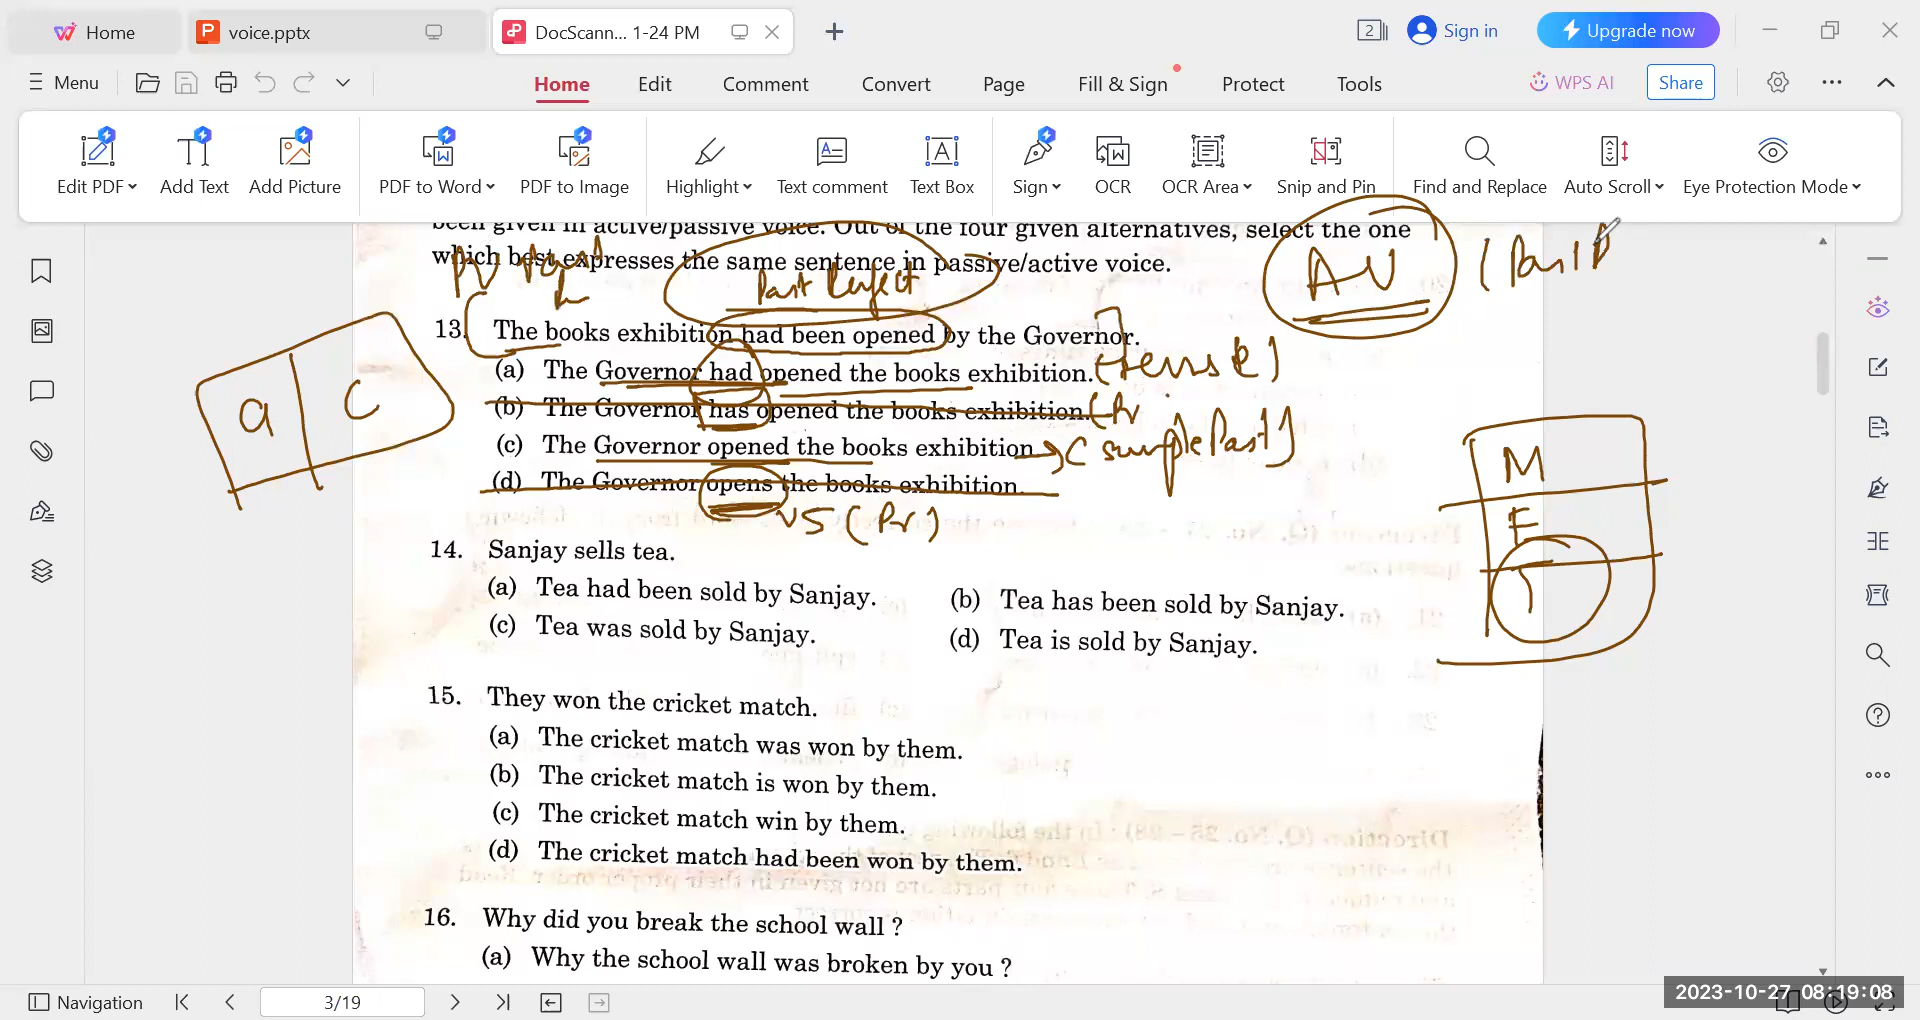 Home voice.pptx DocScann... 1-24 PM 2 Sign in Upgrade now
Menu Home Edit Comment Convert Page Fill & Sign Protect Tools WPS AI Share
Edit PDF Add Text Add Picture PDF to Word PDF to Image Highlight Text comment Text Box Sign OCR OCR Area Snip and Pin Find and Replace Auto Scroll Eye Protection Mode
been given in active/passive voice. Out of the four given alternatives, select the one
which best expresses the same sentence in passive/active voice.
PV
Past Perfect
AV
13. The books exhibition had been opened by the Governor.
(a) The Governor had opened the books exhibition. (Tense)
(b) The Governor has opened the books exhibition. (Pr
(c) The Governor opened the books exhibition (simple Past)
(d) The Governor opens the books exhibition.
V5 (Pr)
a c
M
F
T
14. Sanjay sells tea.
(a) Tea had been sold by Sanjay. (b) Tea has been sold by Sanjay.
(c) Tea was sold by Sanjay. (d) Tea is sold by Sanjay.
15. They won the cricket match.
(a) The cricket match was won by them.
(b) The cricket match is won by them.
(c) The cricket match win by them.
(d) The cricket match had been won by them.
16. Why did you break the school wall ?
(a) Why the school wall was broken by you ?
Navigation 3/19
2023-10-27 08:19:08